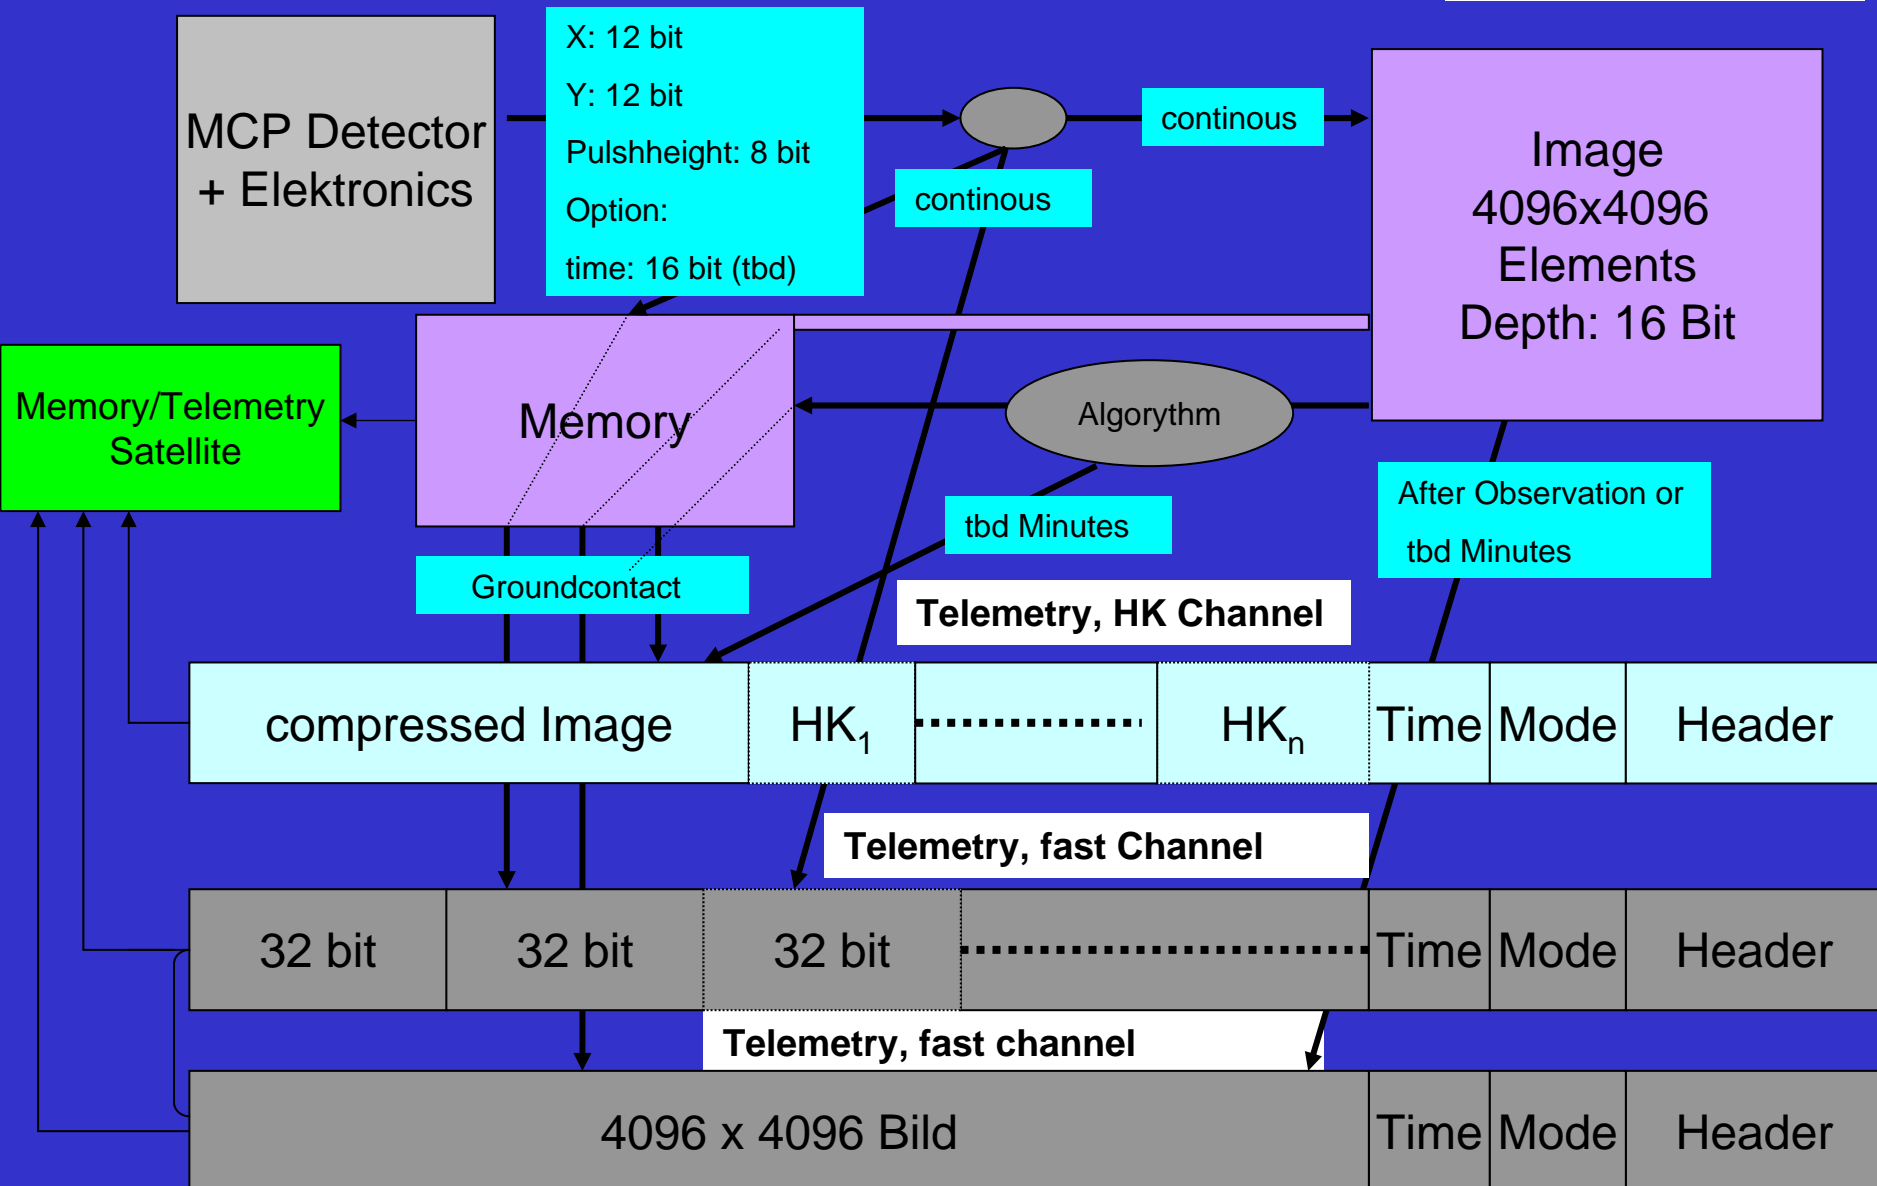 MCP Detector
+ Elektronics
X: 12 bit
Y: 12 bit
Pulshheight: 8 bit
Option:
time: 16 bit (tbd)
continous
continous
Image
4096x4096
Elements
Depth: 16 Bit
Memory/Telemetry
Satellite
Memory
Algorythm
After Observation or
tbd Minutes
tbd Minutes
Groundcontact
Telemetry, HK Channel
compressed Image HK₁ HKₙ Time Mode Header
Telemetry, fast Channel
32 bit 32 bit 32 bit Time Mode Header
Telemetry, fast channel
4096 x 4096 Bild Time Mode Header